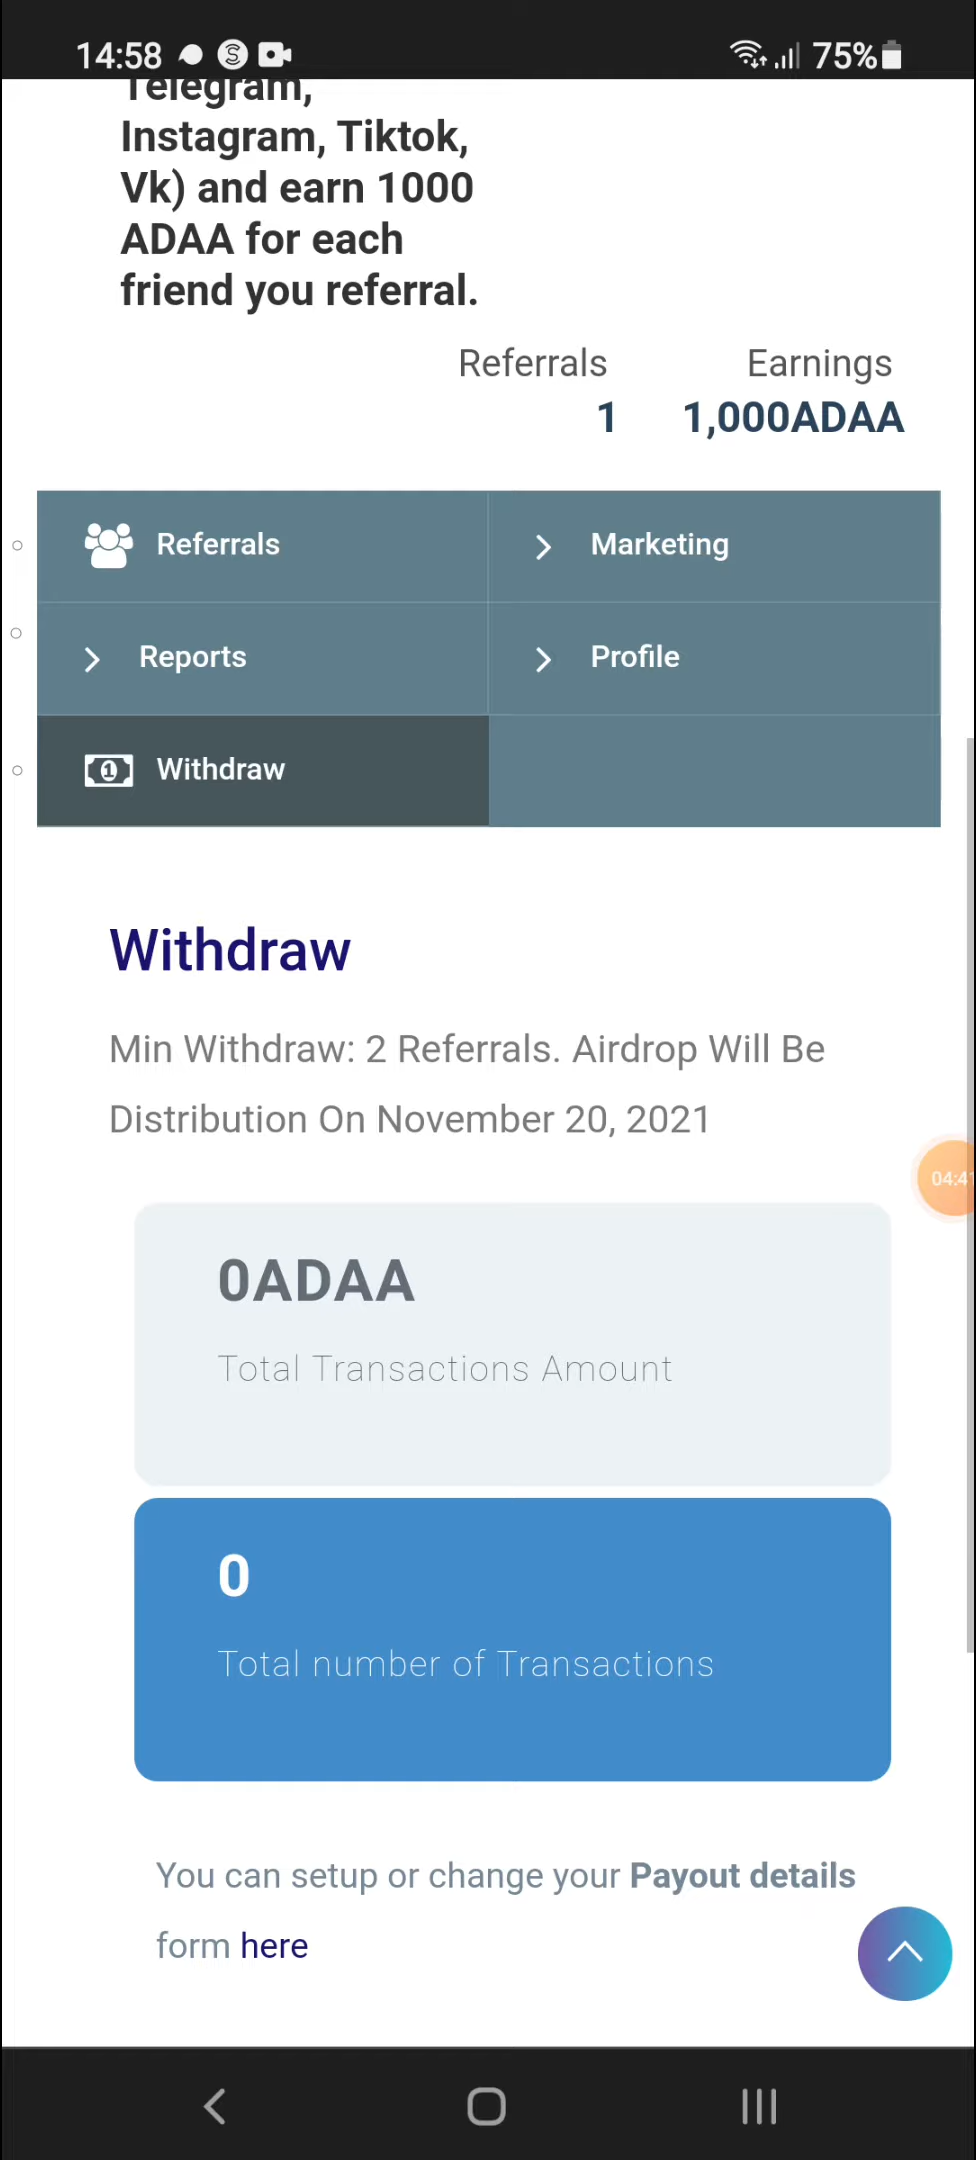 14:58 75%
Telegram,
Instagram, Tiktok,
Vk) and earn 1000
ADAA for each
friend you referral.
Referrals Earnings
1 1,000ADAA
Referrals Marketing
Reports Profile
Withdraw
Withdraw
Min Withdraw: 2 Referrals. Airdrop Will Be
Distribution On November 20, 2021
0ADAA
Total Transactions Amount
0
Total number of Transactions
You can setup or change your Payout details
form here